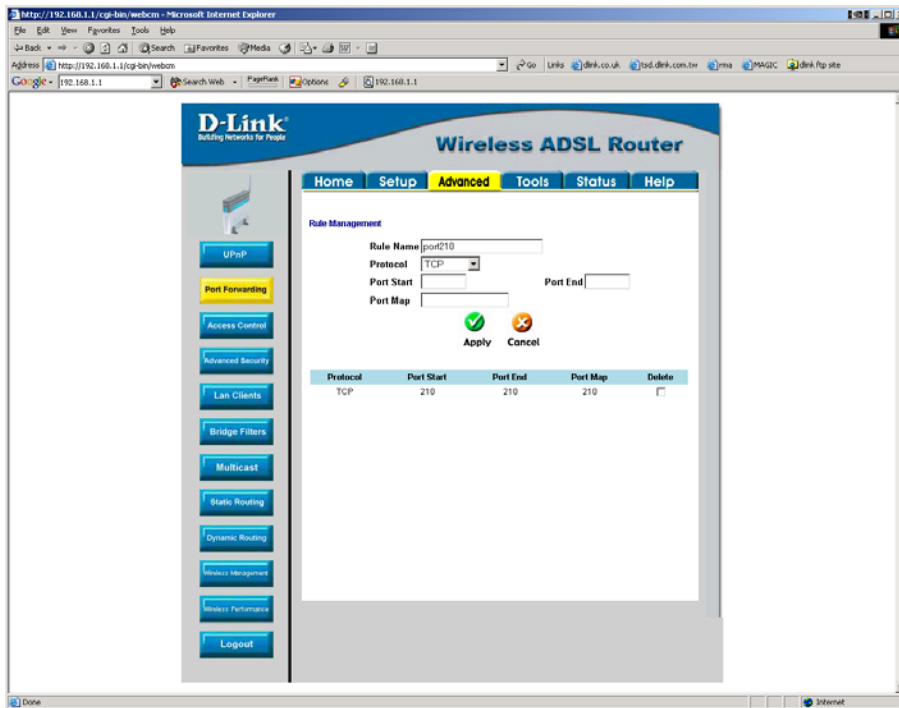 http://192.168.1.1/cgi-bin/webcm - Microsoft Internet Explorer
File Edit View Favorites Tools Help
Back Search Favorites Media
Address http://192.168.1.1/cgi-bin/webcm Go Links dlink.co.uk tsd.dlink.com.tw rma MAGIC dlink ftp site
Google 192.168.1.1 Search Web PageRank Options 192.168.1.1
D-Link
Building Networks for People
Wireless ADSL Router
Home Setup Advanced Tools Status Help
Rule Management
Rule Name port210
Protocol TCP
Port Start Port End
Port Map
Apply Cancel
Protocol Port Start Port End Port Map Delete
TCP 210 210 210
UPnP
Port Forwarding
Access Control
Advanced Security
Lan Clients
Bridge Filters
Multicast
Static Routing
Dynamic Routing
Wireless Management
Wireless Performance
Logout
Done Internet